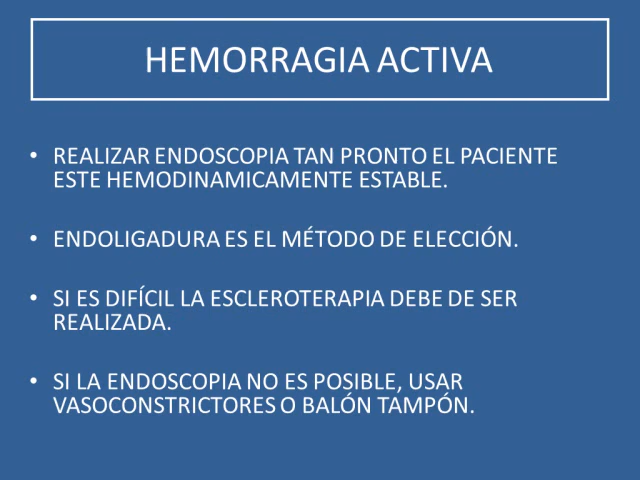 HEMORRAGIA ACTIVA
• REALIZAR ENDOSCOPIA TAN PRONTO EL PACIENTE
ESTE HEMODINAMICAMENTE ESTABLE.
• ENDOLIGADURA ES EL MÉTODO DE ELECCIÓN.
• SI ES DIFÍCIL LA ESCLEROTERAPIA DEBE DE SER
REALIZADA.
• SI LA ENDOSCOPIA NO ES POSIBLE, USAR
VASOCONSTRICTORES O BALÓN TAMPÓN.